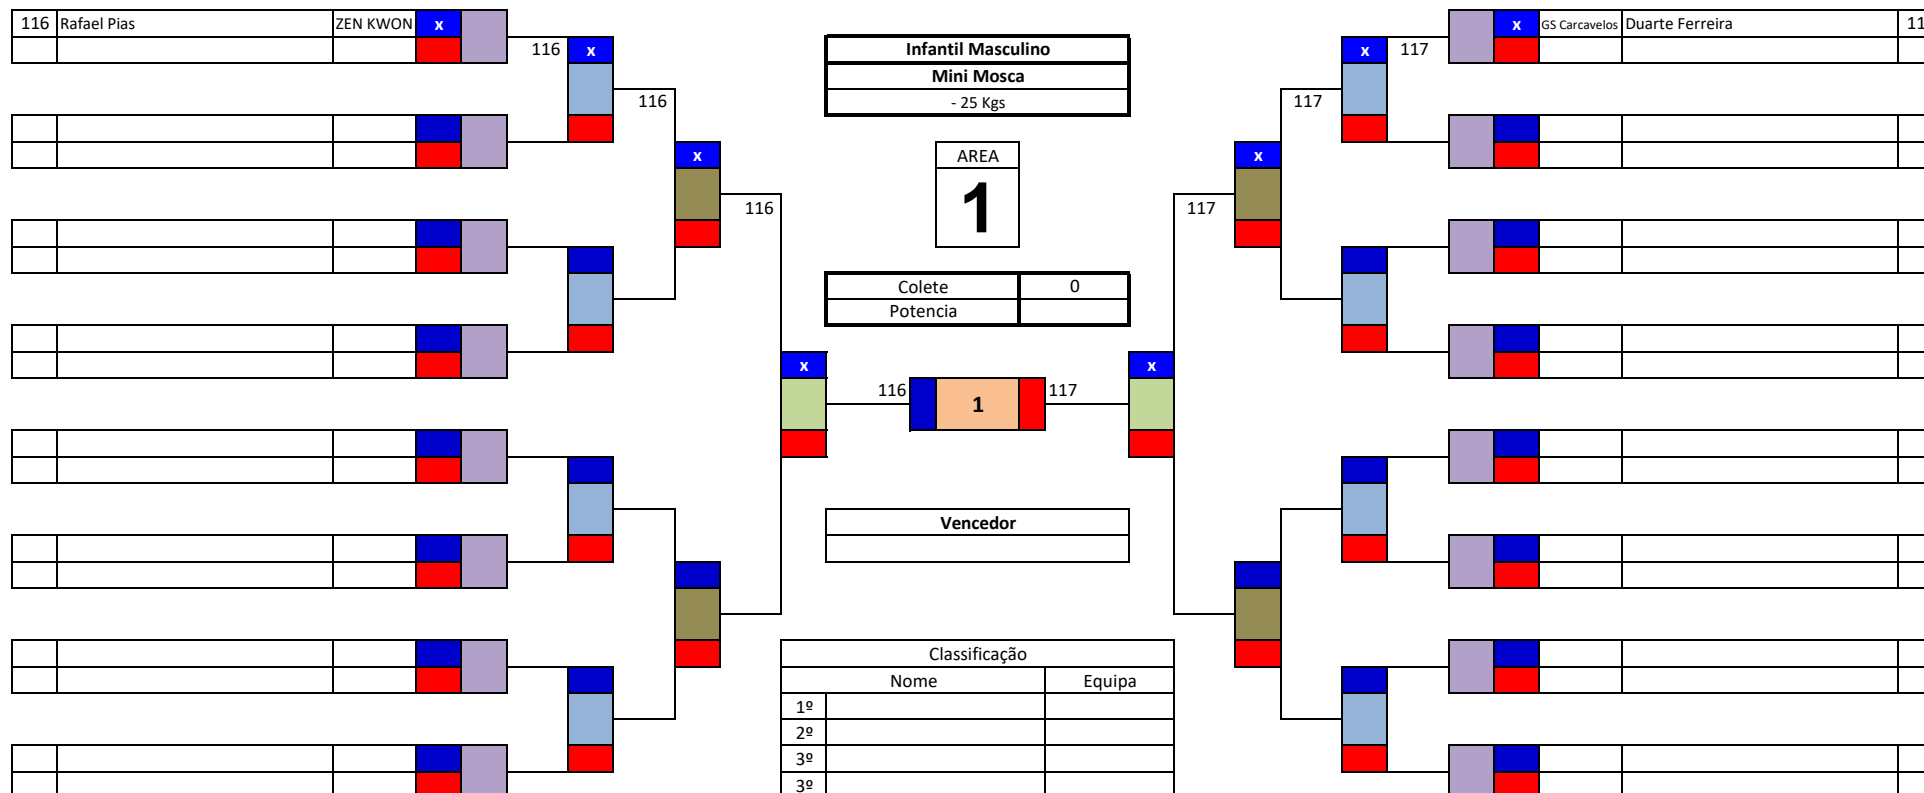 116 Rafael Pias ZEN KWON x
x GS Carcavelos Duarte Ferreira 11
116 x
x 117
Infantil Masculino
Mini Mosca
- 25 Kgs
116
117
x
AREA
x
1
116
117
Colete 0
Potencia
x
x
116 1 117
Vencedor
Classificação
Nome Equipa
1º
2º
3º
3º